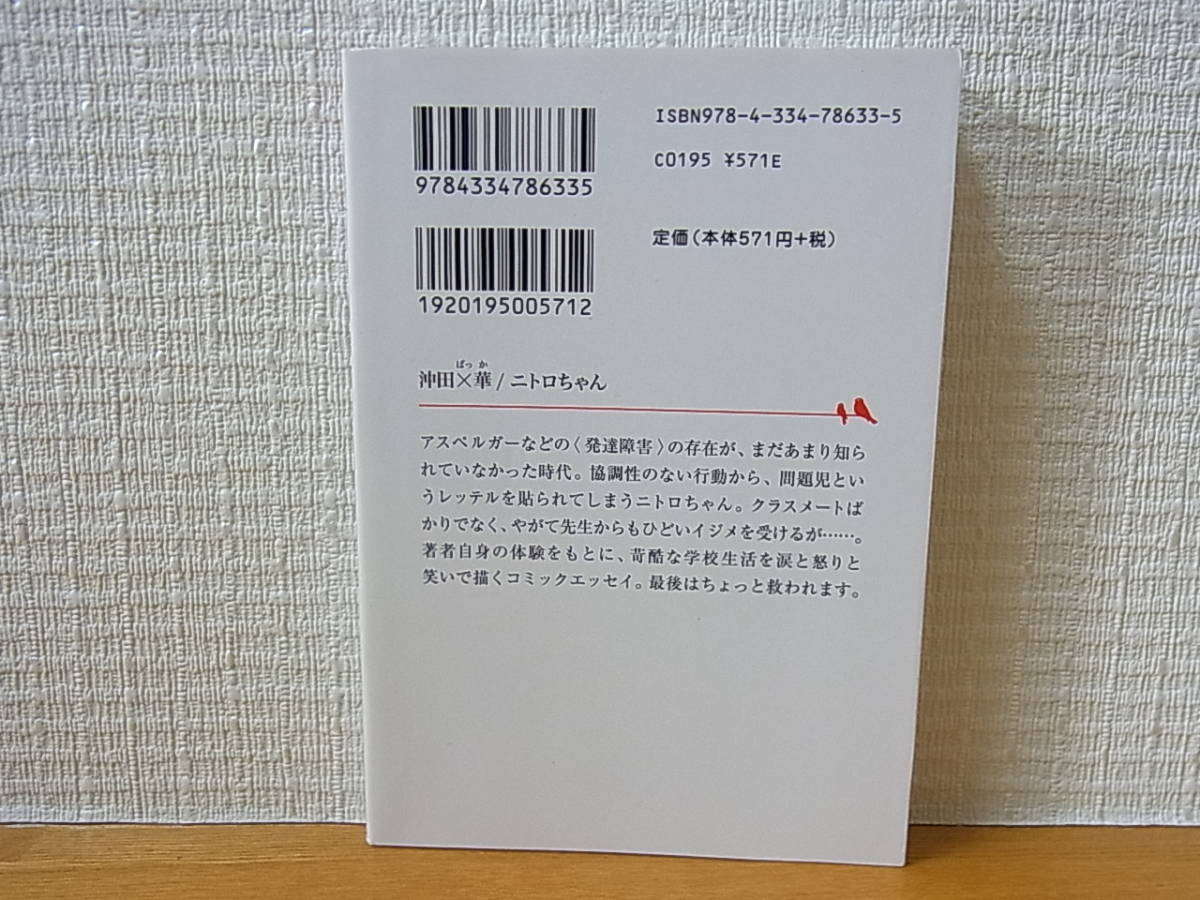 ISBN978-4-334-78633-5
C0195 ¥571E
9784334786335
定価(本体571円+税)
1920195005712
ぱっか
沖田×華/ニトロちゃん
アスペルガーなどの〈発達障害〉の存在が、まだあまり知ら
れていなかった時代。協調性のない行動から、問題児とい
うレッテルを貼られてしまうニトロちゃん。クラスメートば
かりでなく、やがて先生からもひどいイジメを受けるが……。
著者自身の体験をもとに、苛酷な学校生活を涙と怒りと
笑いで描くコミックエッセイ。最後はちょっと救われます。